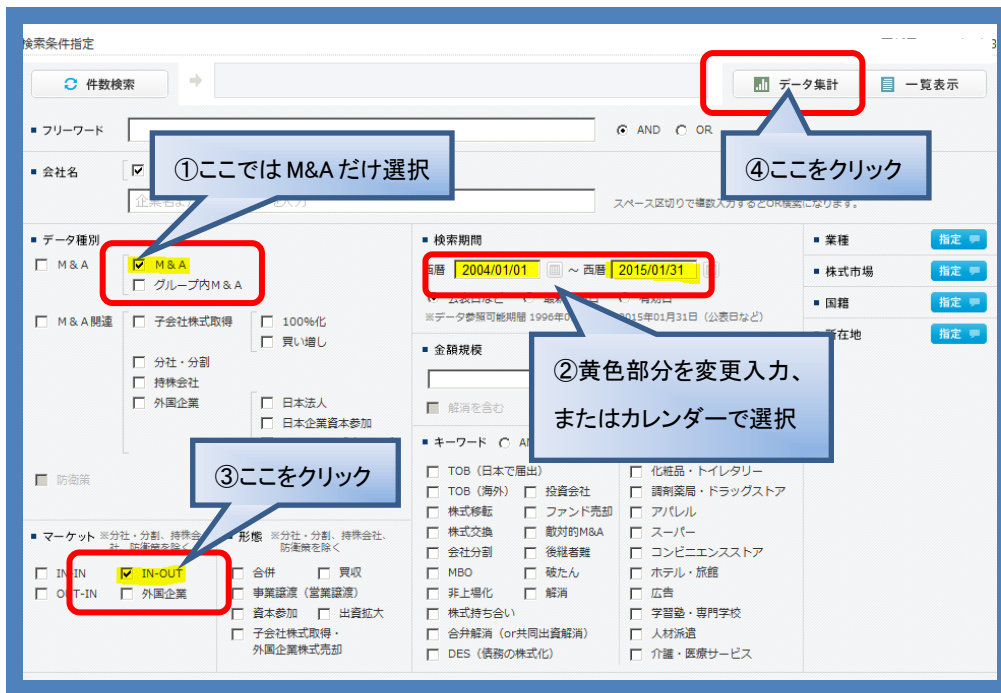 検索条件指定
件数検索
データ集計
一覧表示
フリーワード
AND OR
①ここでは M&A だけ選択
④ここをクリック
会社名
スペース区切りで複数入力するとOR検索になります。
データ種別
M&A
M&A
グループ内M&A
M&A関連
子会社株式取得
100%化
買い増し
分社・分割
持株会社
外国企業
日本法人
日本企業資本参加
防衛策
③ここをクリック
マーケット
IN-IN
IN-OUT
OUT-IN
外国企業
形態 ※分社・分割、持株会社、
防衛策を除く
合併
買収
事業譲渡(営業譲渡)
資本参加
出資拡大
子会社株式取得・
外国企業株式売却
検索期間
西暦 2004/01/01 ~ 西暦 2015/01/31
※データ参照可能期間 1996年
2015年01月31日(公表日など)
②黄色部分を変更入力、
またはカレンダーで選択
金額規模
解消を含む
キーワード
TOB(日本で届出)
TOB(海外)
投資会社
株式移転
ファンド売却
株式交換
敵対的M&A
会社分割
後継者難
MBO
破たん
非上場化
解消
株式持ち合い
合弁解消(or共同出資解消)
DES(債務の株式化)
化粧品・トイレタリー
調剤薬局・ドラッグストア
アパレル
スーパー
コンビニエンスストア
ホテル・旅館
広告
学習塾・専門学校
人材派遣
介護・医療サービス
業種 指定
株式市場 指定
国籍 指定
所在地 指定